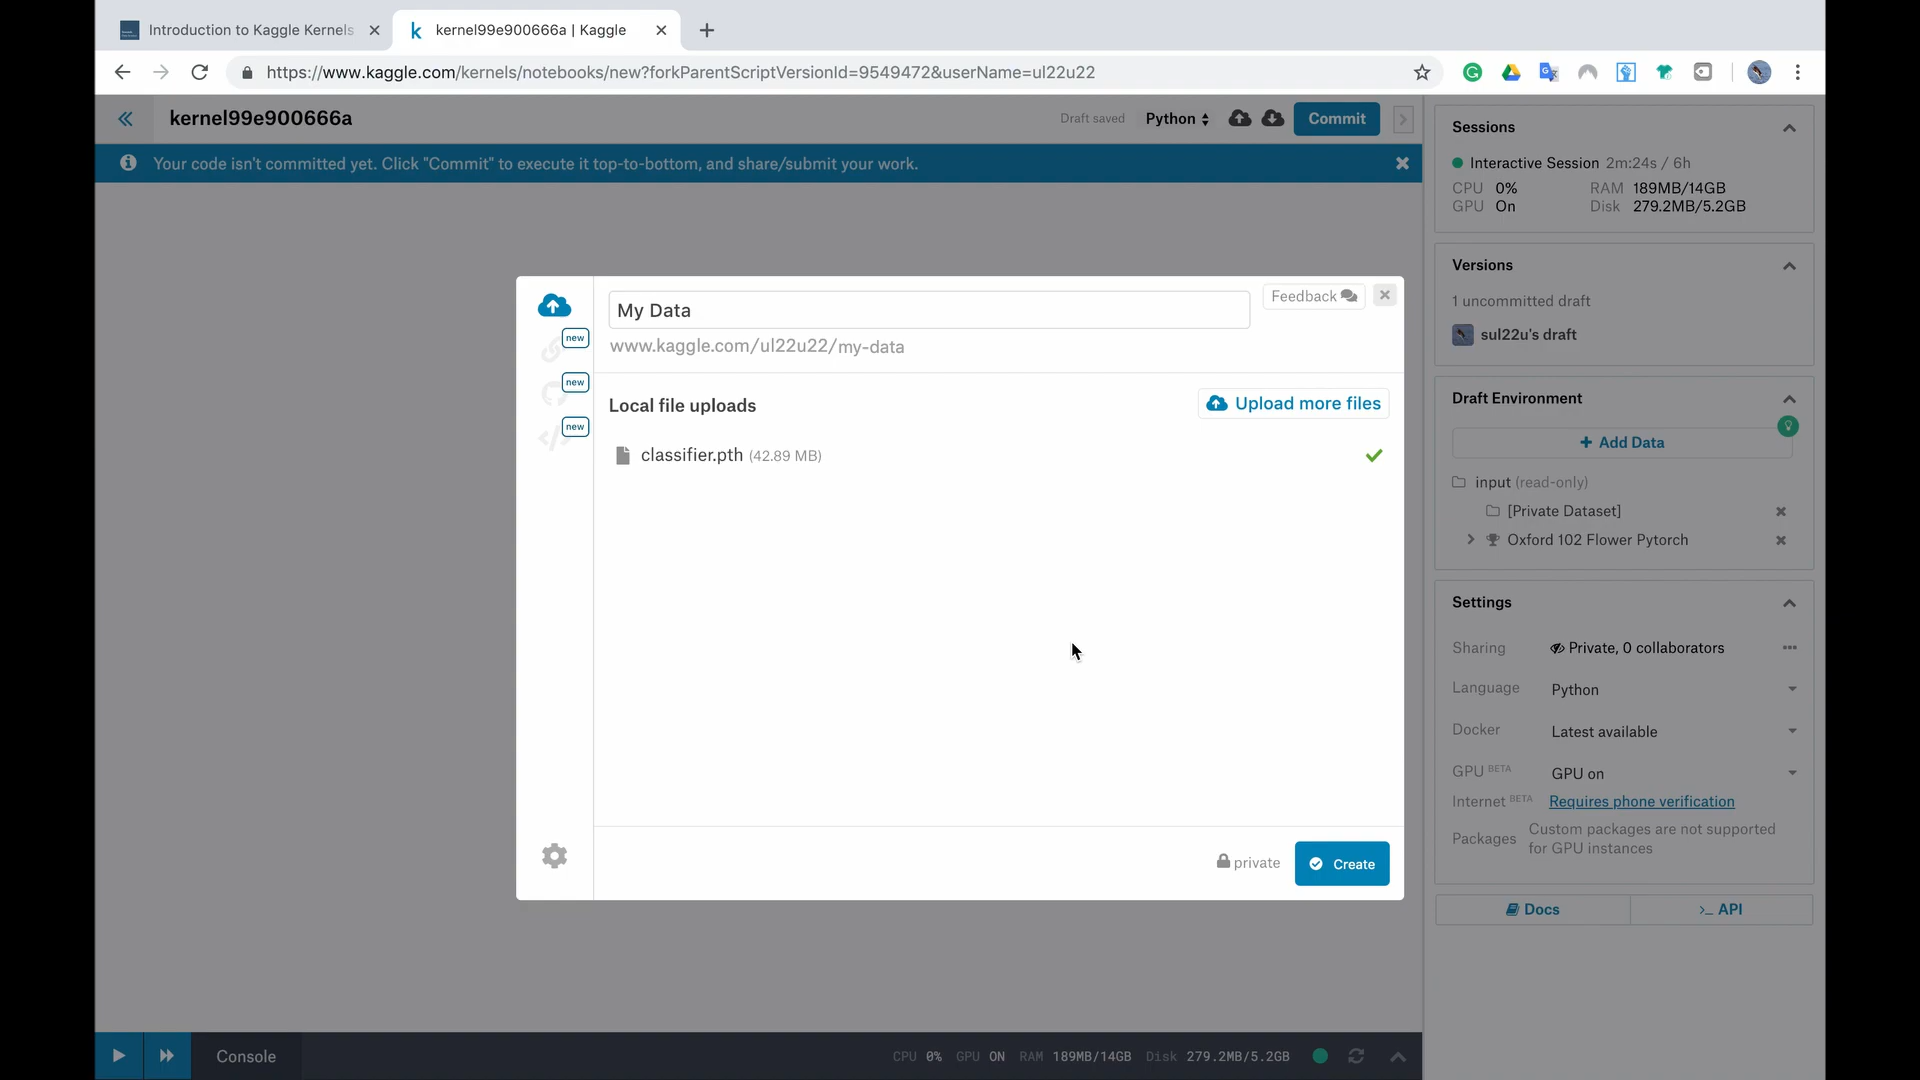 Introduction to Kaggle Kernels
kernel99e900666a | Kaggle
https://www.kaggle.com/kernels/notebooks/new?forkParentScriptVersionId=9549472&userName=ul22u22
kernel99e900666a
Draft saved
Python
Commit
Your code isn't committed yet. Click "Commit" to execute it top-to-bottom, and share/submit your work.
My Data
Feedback
www.kaggle.com/ul22u22/my-data
new
new
new
Local file uploads
Upload more files
classifier.pth (42.89 MB)
private
Create
Sessions
Interactive Session 2m:24s / 6h
CPU 0% RAM 189MB/14GB
GPU On Disk 279.2MB/5.2GB
Versions
1 uncommitted draft
sul22u's draft
Draft Environment
+ Add Data
input (read-only)
[Private Dataset]
Oxford 102 Flower Pytorch
Settings
Sharing Private, 0 collaborators
Language Python
Docker Latest available
GPU BETA GPU on
Internet BETA Requires phone verification
Packages Custom packages are not supported
for GPU instances
Docs
>_ API
Console
CPU 0% GPU ON RAM 189MB/14GB Disk 279.2MB/5.2GB